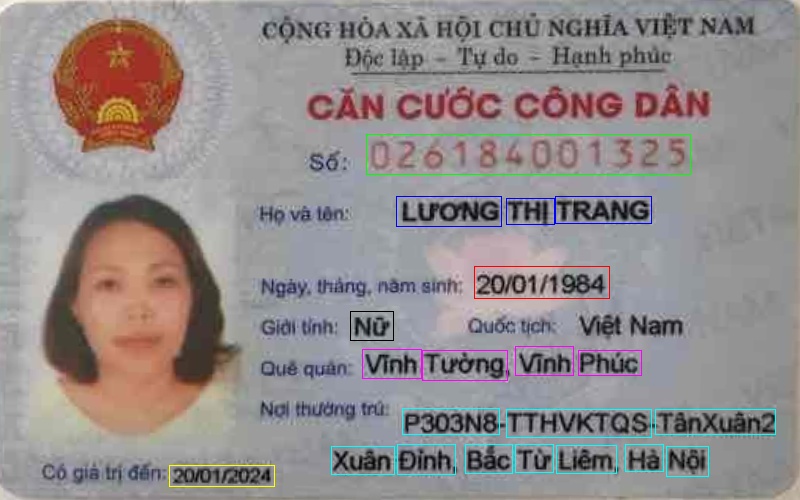 CỘNG HÒA XÃ HỘI CHỦ NGHĨA VIỆT NAM
Độc lập - Tự do - Hạnh phúc
CĂN CƯỚC CÔNG DÂN
Số: 026184001325
Họ và tên: LƯƠNG THỊ TRANG
Ngày, tháng, năm sinh: 20/01/1984
Giới tính: Nữ Quốc tịch: Việt Nam
Quê quán: Vĩnh Tường, Vĩnh Phúc
Nơi thường trú: P303N8-TTHVKTQS-TânXuân2
Xuân Đỉnh, Bắc Từ Liêm, Hà Nội
Có giá trị đến: 20/01/2024